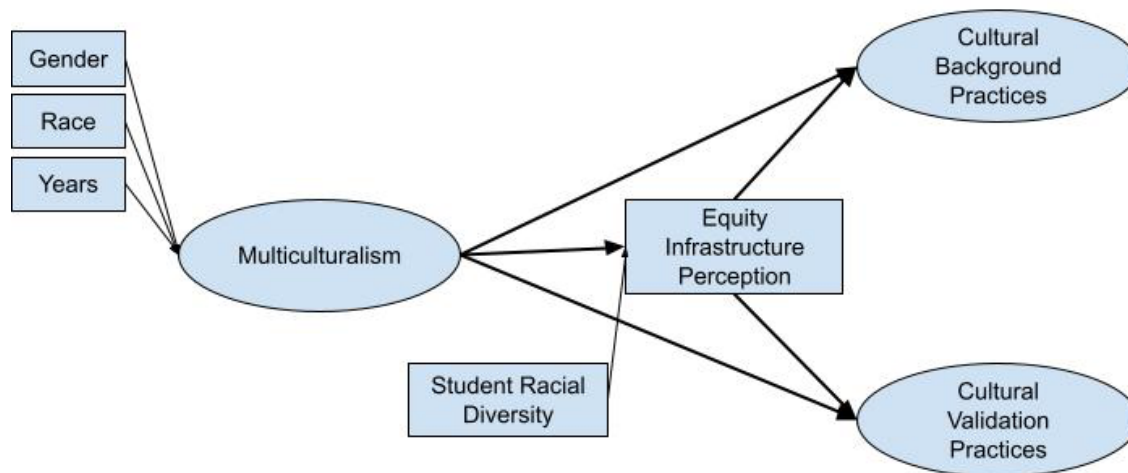 Gender
Race
Years
Multiculturalism
Cultural
Background
Practices
Equity
Infrastructure
Perception
Student Racial
Diversity
Cultural
Validation
Practices